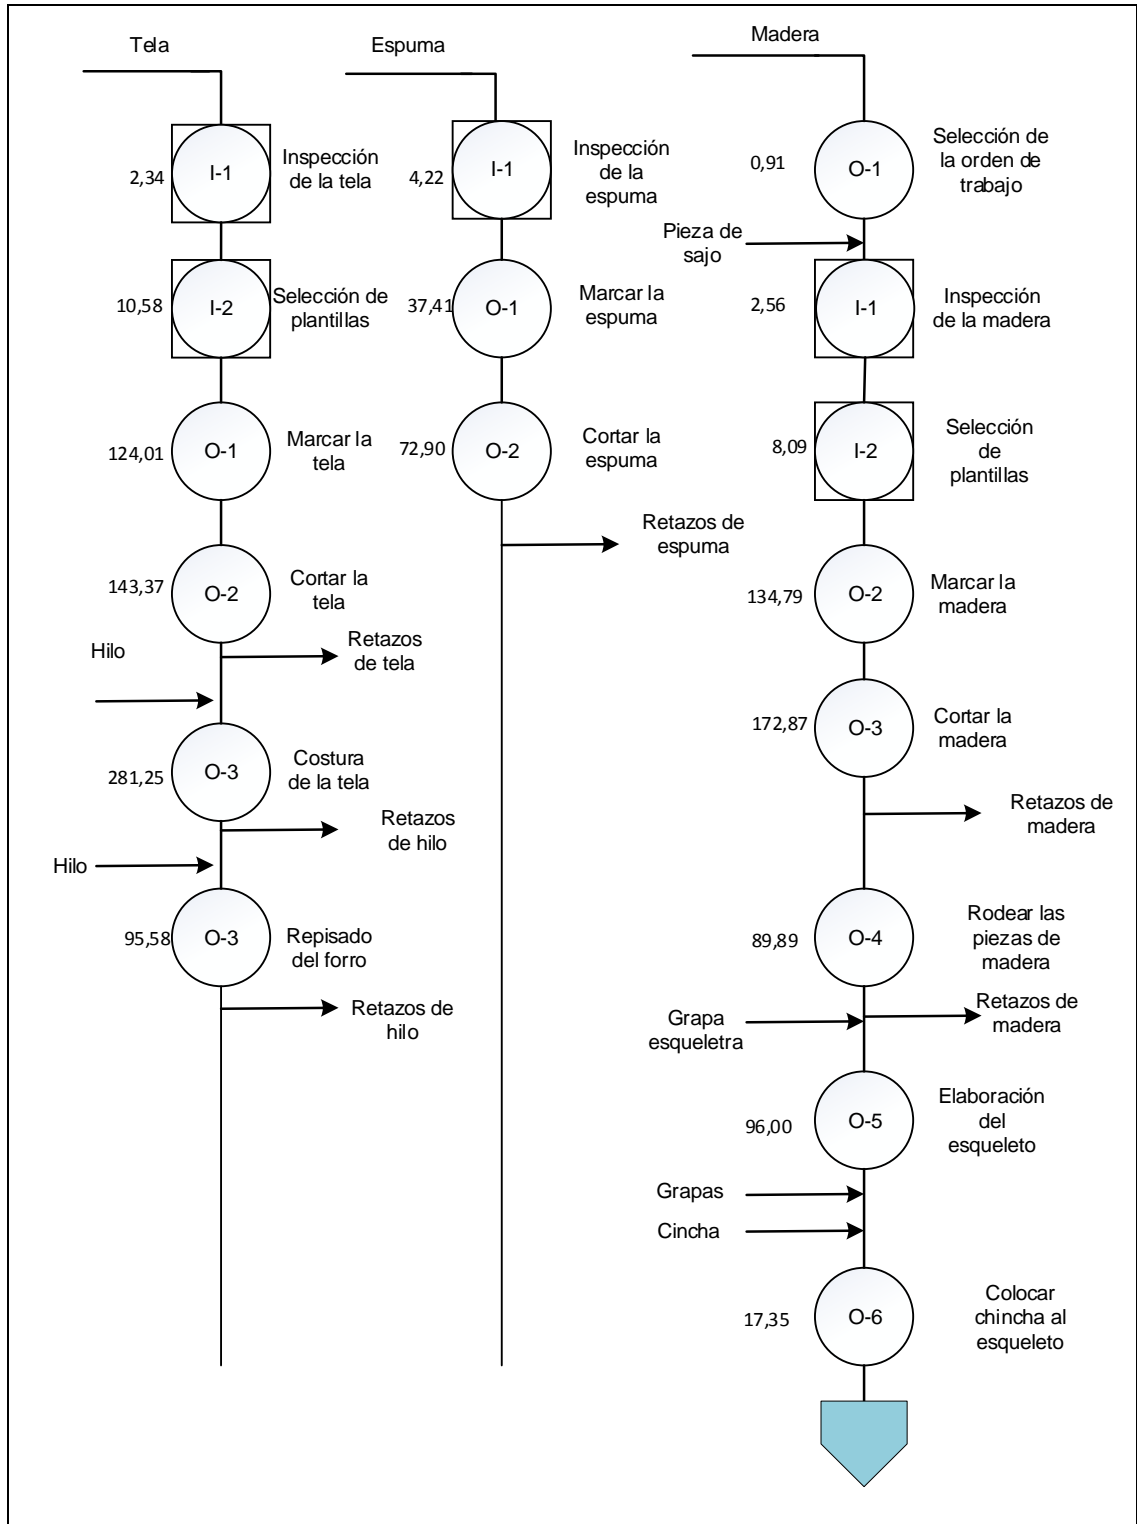 Tela
I-1
2,34
Inspección
de la tela
I-2
10,58
Selección de
plantillas
O-1
124,01
Marcar la
tela
O-2
143,37
Cortar la
tela
Retazos
de tela
Hilo
O-3
281,25
Costura
de la tela
Retazos
de hilo
Hilo
O-3
95,58
Repisado
del forro
Retazos de
hilo
Espuma
I-1
4,22
Inspección
de la
espuma
O-1
37,41
Marcar la
espuma
O-2
72,90
Cortar la
espuma
Retazos de
espuma
Madera
O-1
0,91
Selección de
la orden de
trabajo
Pieza de
sajo
I-1
2,56
Inspección
de la madera
I-2
8,09
Selección
de
plantillas
O-2
134,79
Marcar la
madera
O-3
172,87
Cortar la
madera
Retazos de
madera
O-4
89,89
Rodear las
piezas de
madera
Retazos de
madera
Grapa
esqueletra
O-5
96,00
Elaboración
del
esqueleto
Grapas
Cincha
O-6
17,35
Colocar
chincha al
esqueleto